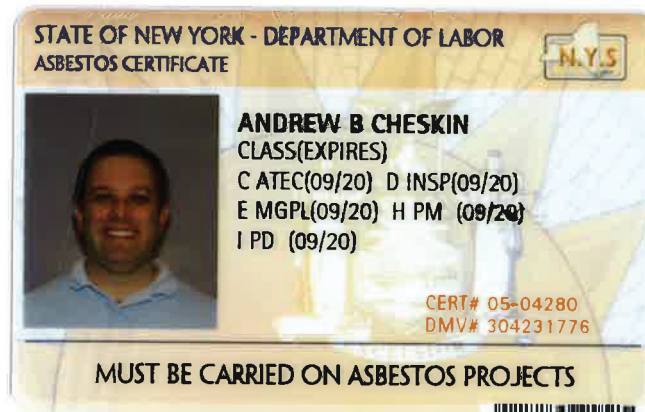 STATE OF NEW YORK - DEPARTMENT OF LABOR
ASBESTOS CERTIFICATE
N.Y.S
ANDREW B CHESKIN
CLASS(EXPIRES)
C ATEC(09/20) D INSP(09/20)
E MGPL(09/20) H PM (09/20)
I PD (09/20)
CERT# 05-04280
DMV# 304231776
MUST BE CARRIED ON ASBESTOS PROJECTS